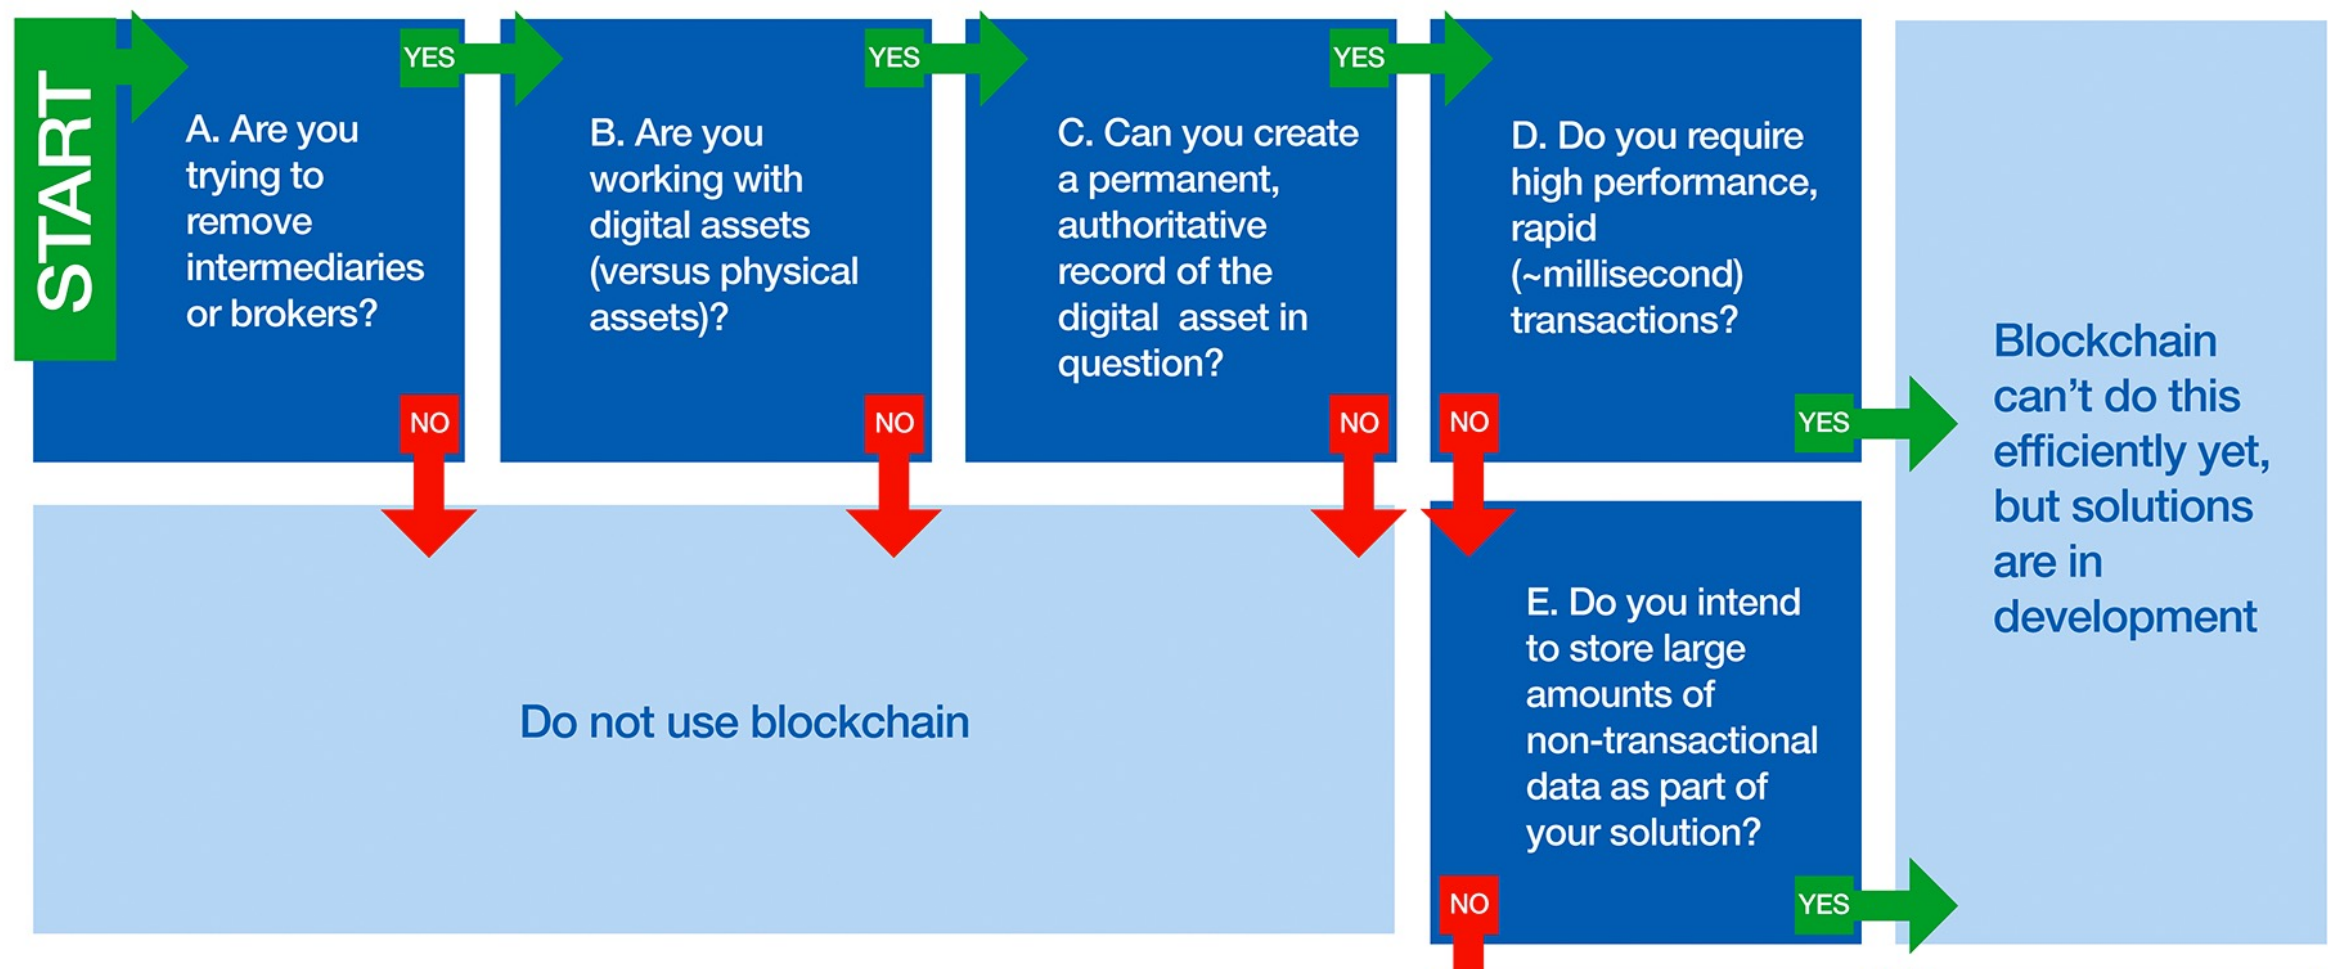 START
A. Are you
trying to
remove
intermediaries
or brokers?
YES
NO
B. Are you
working with
digital assets
(versus physical
assets)?
YES
NO
C. Can you create
a permanent,
authoritative
record of the
digital  asset in
question?
YES
NO
D. Do you require
high performance,
rapid
(~millisecond)
transactions?
NO
YES
Blockchain
can’t do this
efficiently yet,
but solutions
are in
development
Do not use blockchain
E. Do you intend
to store large
amounts of
non-transactional
data as part of
your solution?
NO
YES